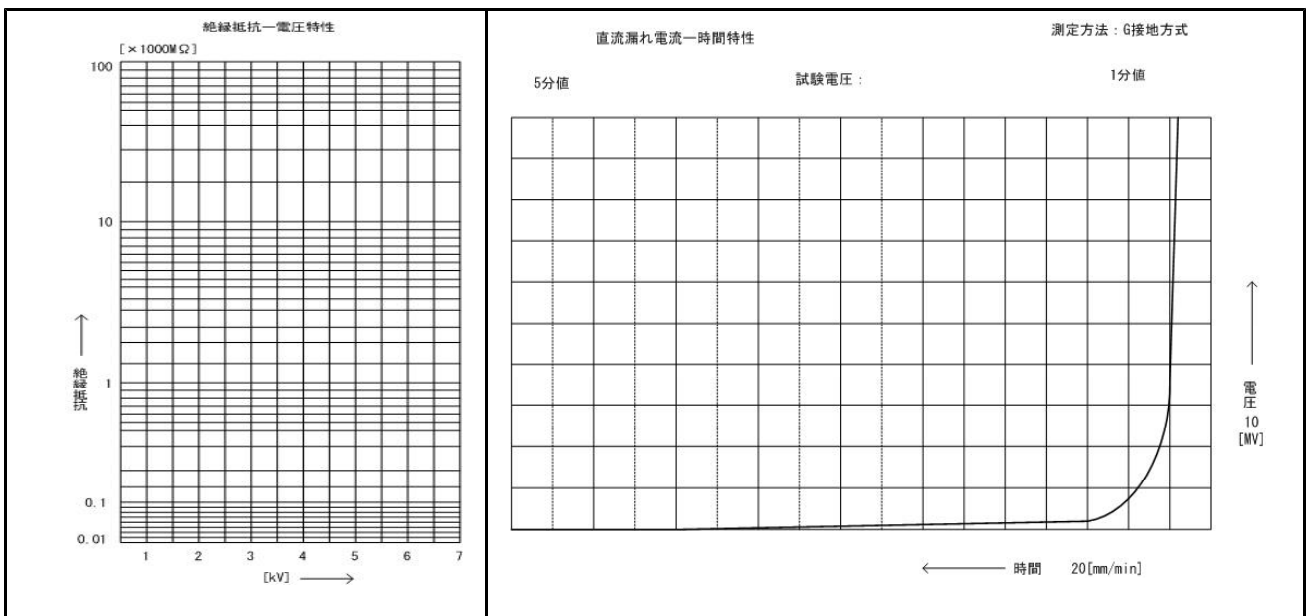 絶縁抵抗ー電圧特性
[×1000MΩ]
100
10
1
0.1
0.01
↑
絶縁抵抗
1 2 3 4 5 6 7
[kV] →
直流漏れ電流ー時間特性
測定方法：G接地方式
5分値
試験電圧：
1分値
↑
電圧
10
[MV]
← 時間 20[mm/min]